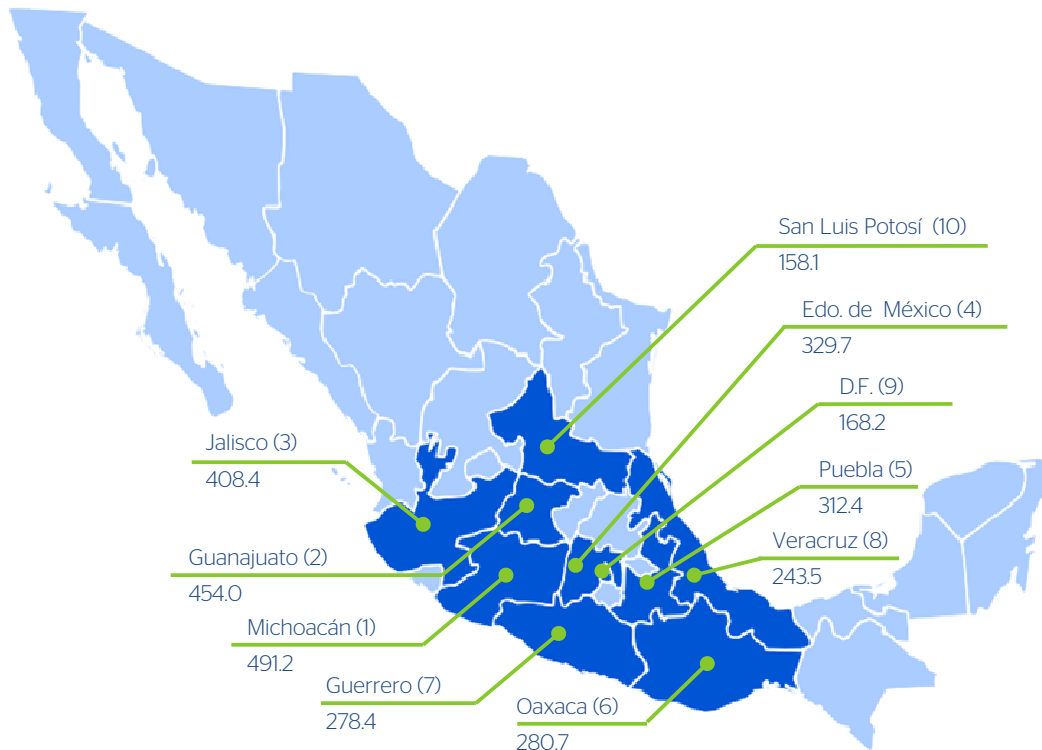 San Luis Potosí (10)
158.1
Edo. de México (4)
329.7
D.F. (9)
168.2
Jalisco (3)
408.4
Puebla (5)
312.4
Veracruz (8)
243.5
Guanajuato (2)
454.0
Michoacán (1)
491.2
Guerrero (7)
278.4
Oaxaca (6)
280.7